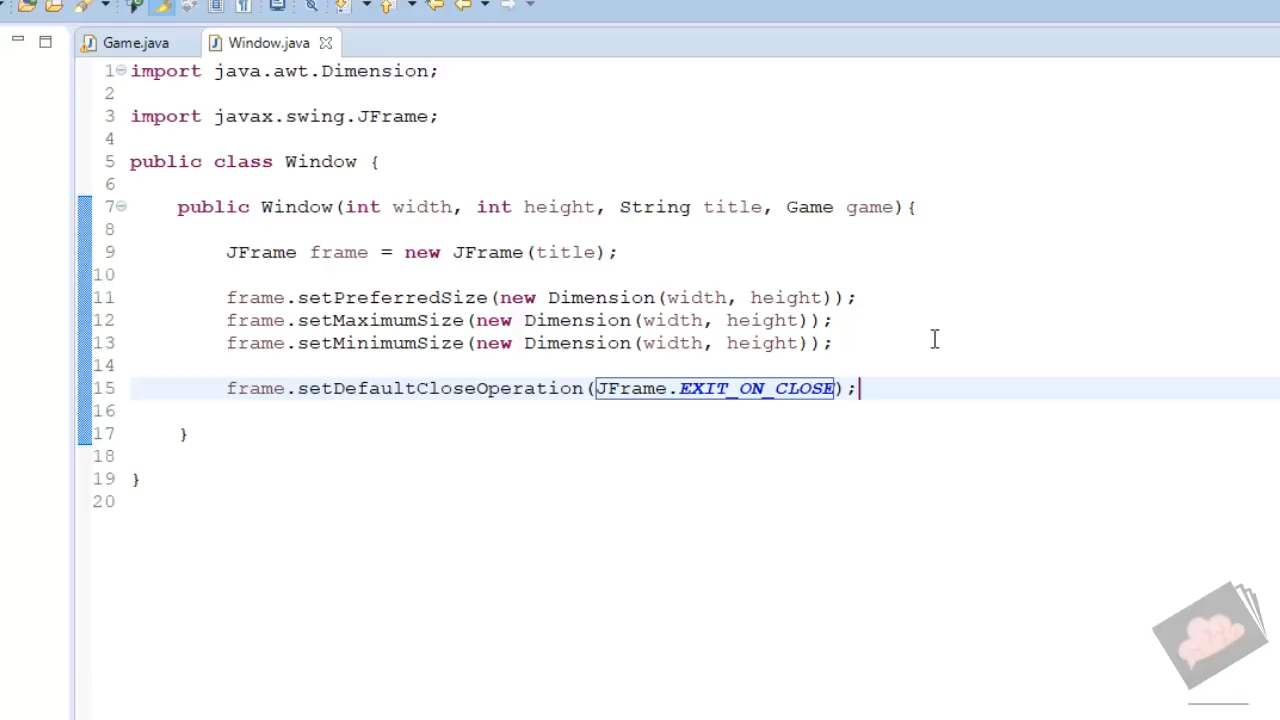 Game.java Window.java
1 import java.awt.Dimension;
2
3 import javax.swing.JFrame;
4
5 public class Window {
6
7 public Window(int width, int height, String title, Game game){
8
9 JFrame frame = new JFrame(title);
10
11 frame.setPreferredSize(new Dimension(width, height));
12 frame.setMaximumSize(new Dimension(width, height));
13 frame.setMinimumSize(new Dimension(width, height));
14
15 frame.setDefaultCloseOperation(JFrame.EXIT_ON_CLOSE);
16
17 }
18
19 }
20